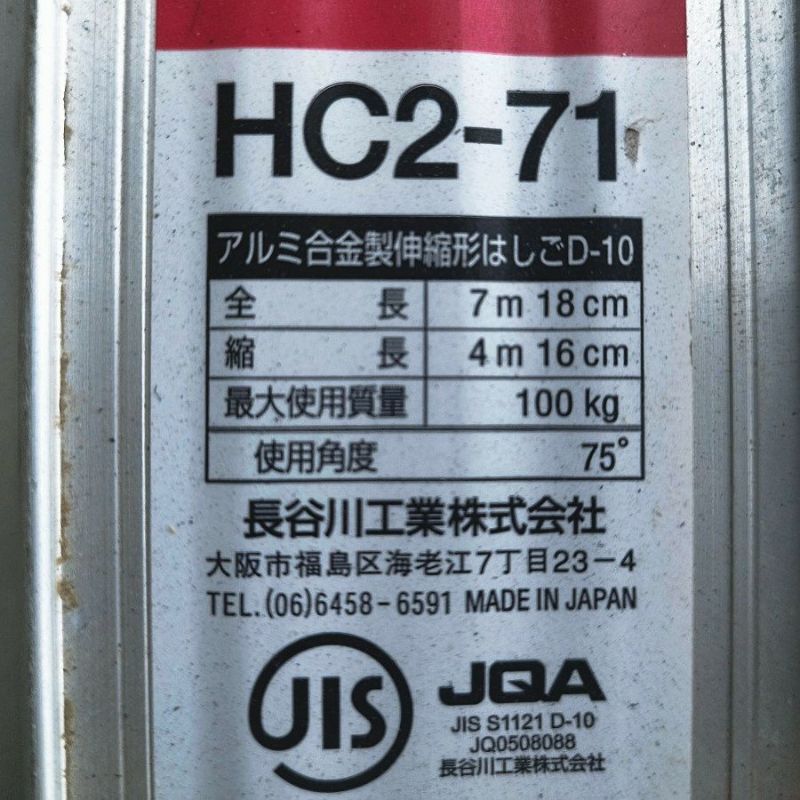 HC2-71
アルミ合金製伸縮形はしごD-10
全長 7m 18cm
縮長 4m 16cm
最大使用質量 100kg
使用角度 75°
長谷川工業株式会社
大阪市福島区海老江7丁目23-4
TEL.(06)6458-6591 MADE IN JAPAN
JIS
JQA
JIS S1121 D-10
JQ0508088
長谷川工業株式会社